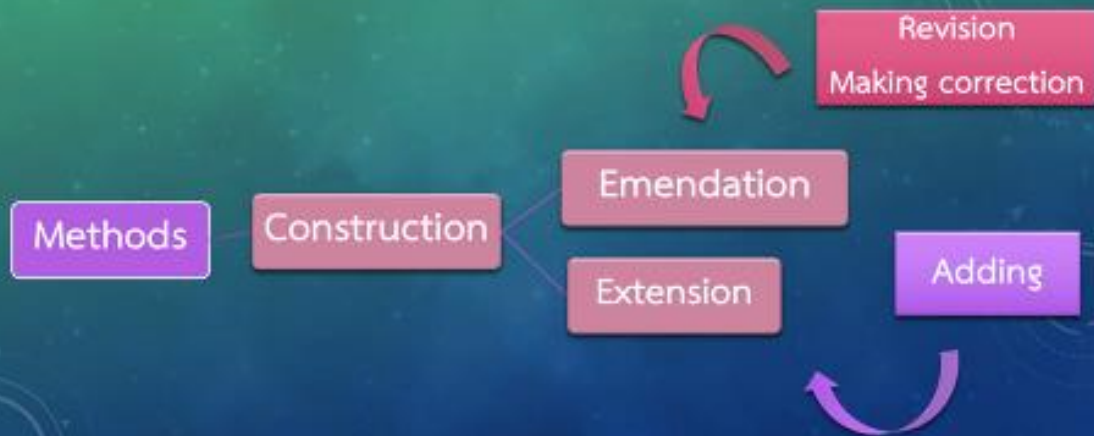 Revision
Making correction
Emendation
Methods
Construction
Extension
Adding